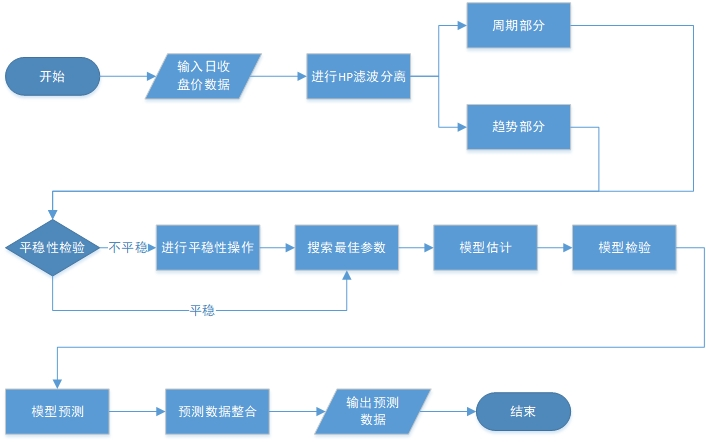 周期部分
开始
输入日收
盘价数据
进行HP滤波分离
趋势部分
平稳性检验
不平稳
进行平稳性操作
搜索最佳参数
模型估计
模型检验
平稳
模型预测
预测数据整合
输出预测
数据
结束